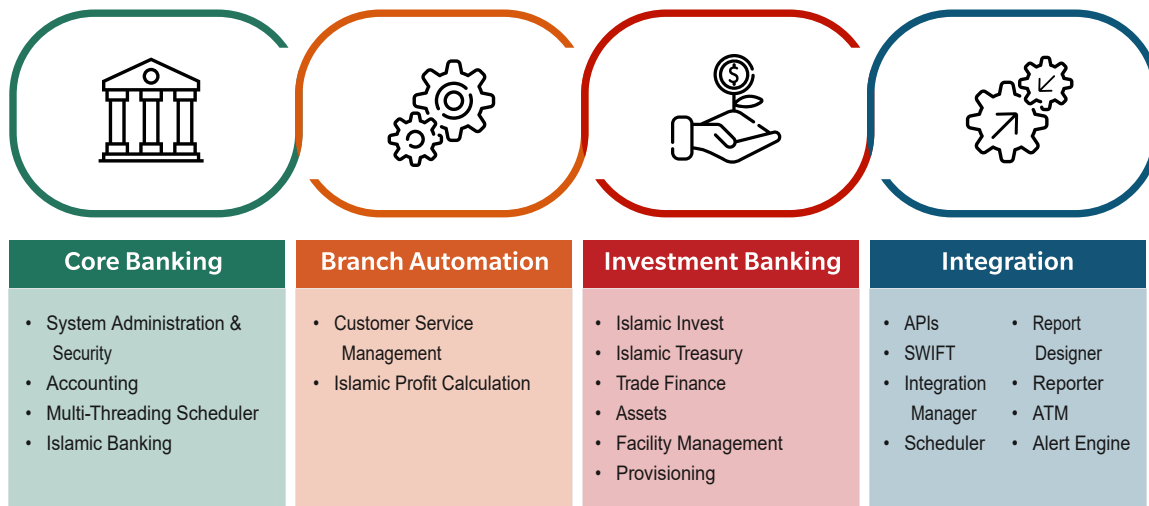 Core Banking
• System Administration &
Security
• Accounting
• Multi-Threading Scheduler
• Islamic Banking
Branch Automation
• Customer Service
Management
• Islamic Profit Calculation
Investment Banking
• Islamic Invest
• Islamic Treasury
• Trade Finance
• Assets
• Facility Management
• Provisioning
Integration
• APIs
• SWIFT
• Integration
Manager
• Scheduler
• Report
Designer
• Reporter
• ATM
• Alert Engine